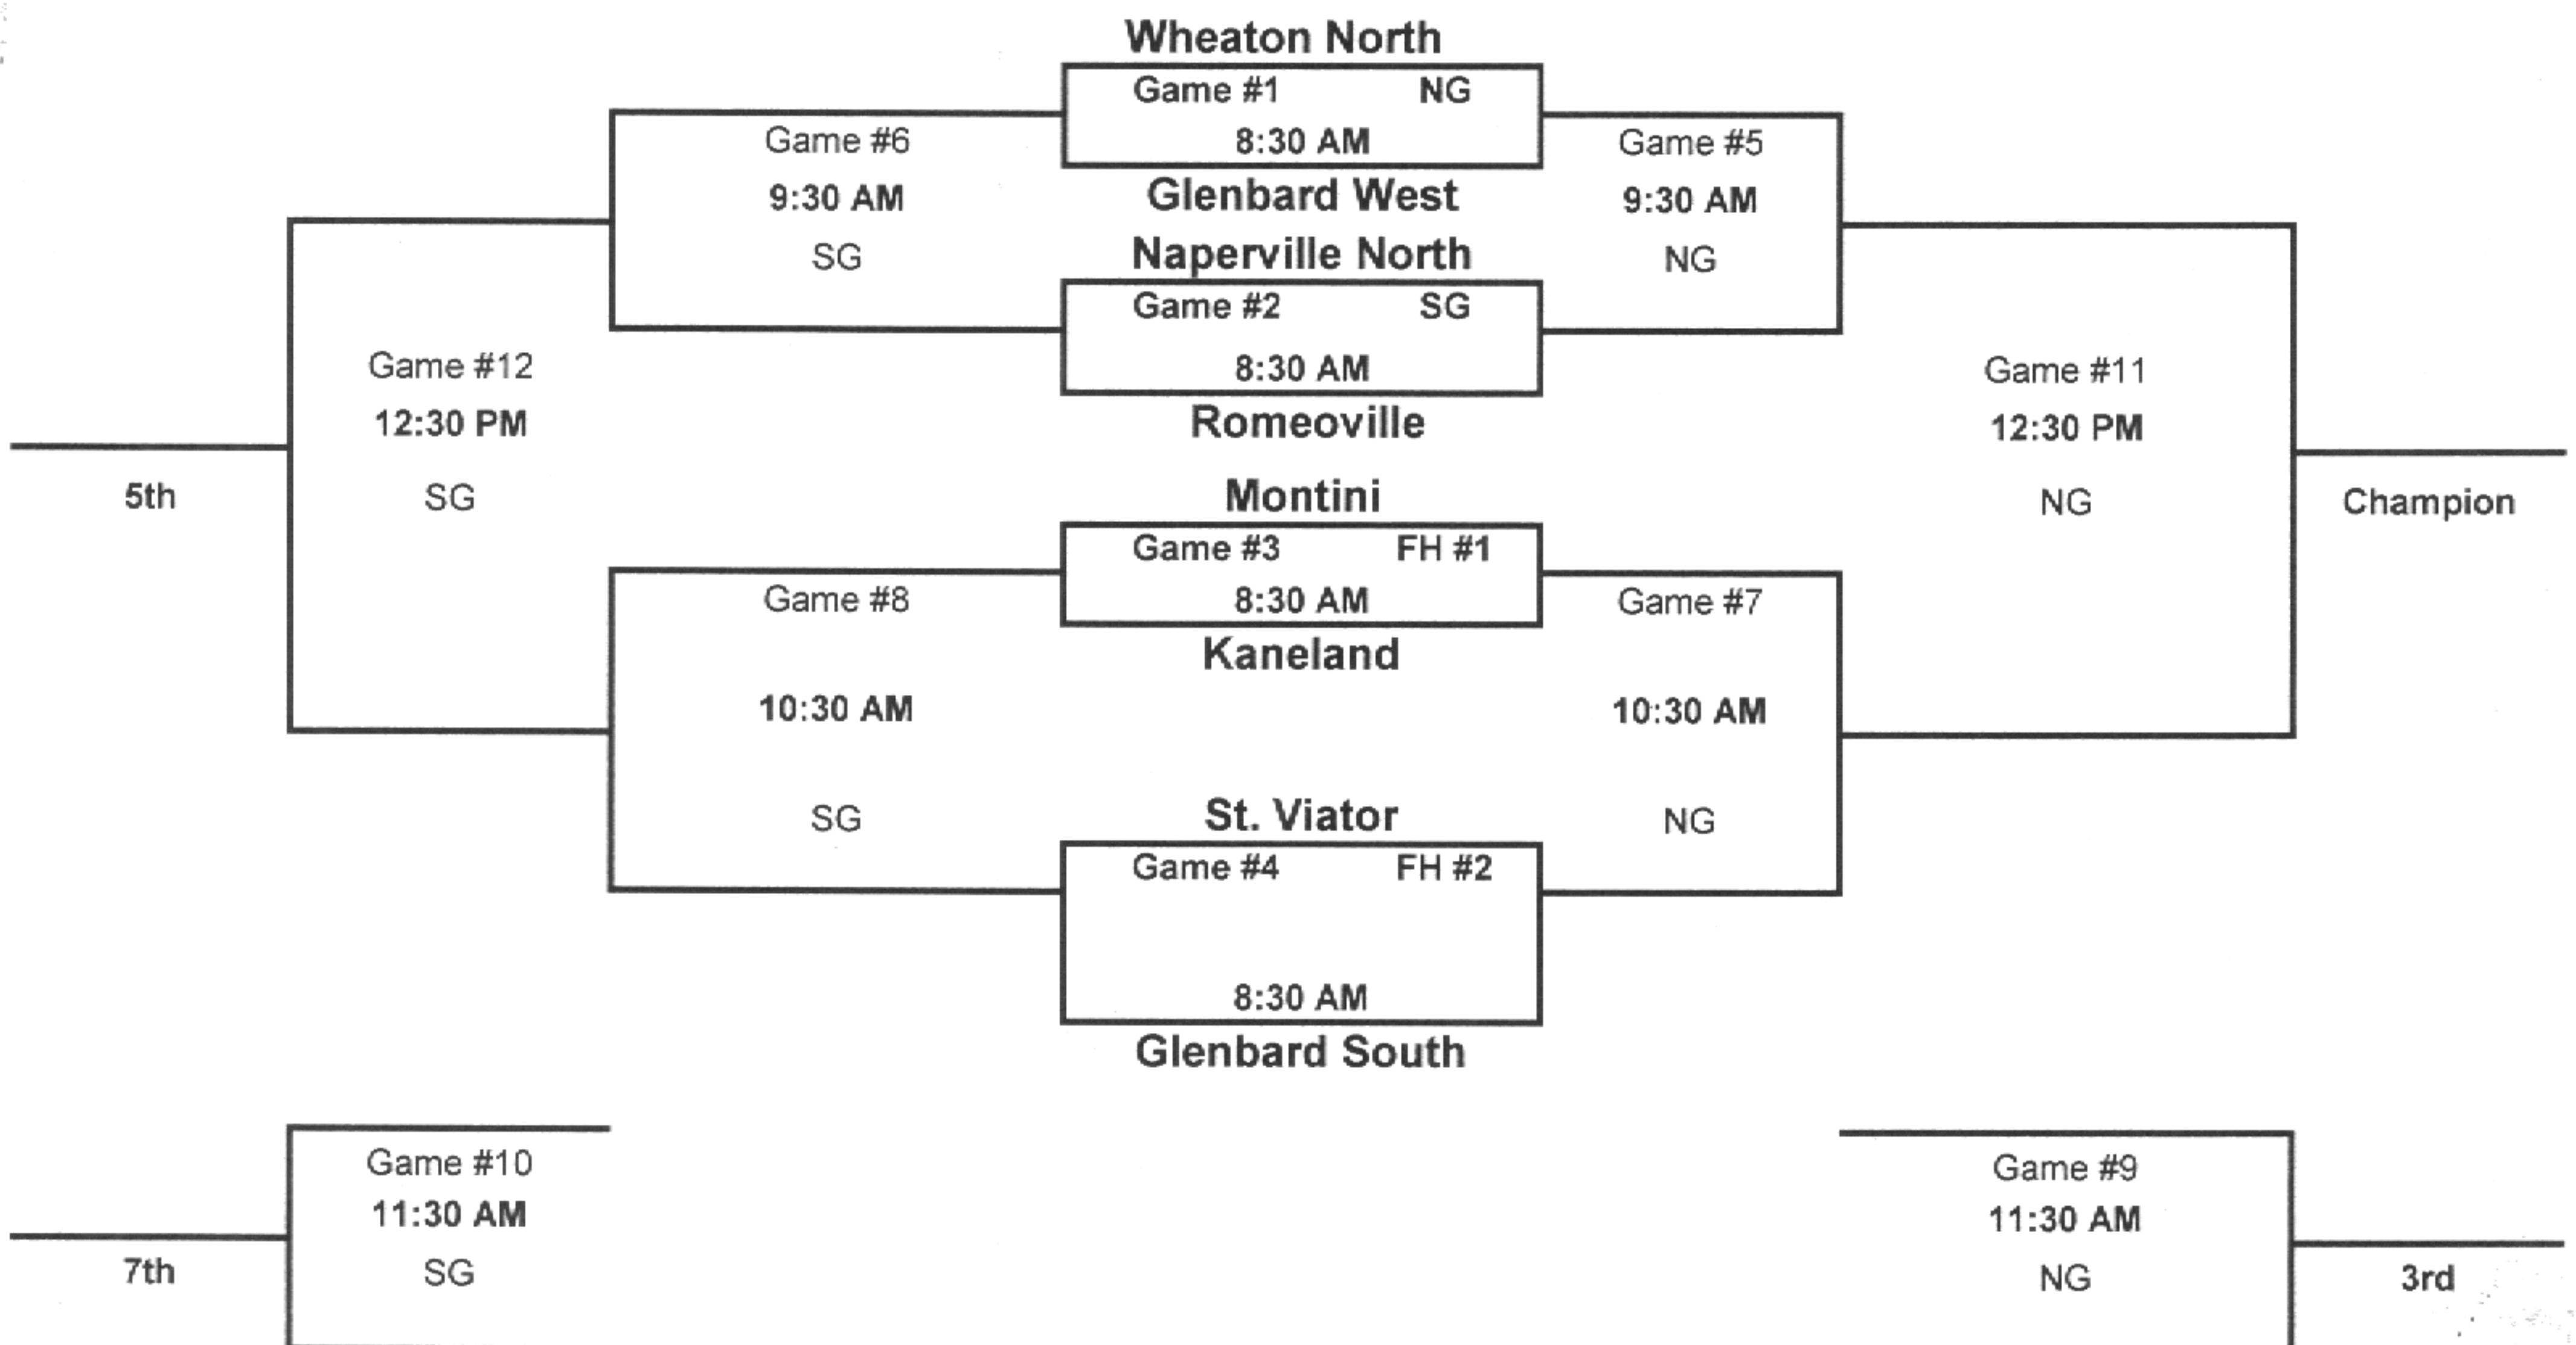 Wheaton North
Game #1 NG
8:30 AM
Glenbard West
Game #6
9:30 AM
SG
Game #5
9:30 AM
NG
Naperville North
Game #2 SG
8:30 AM
Romeoville
Game #12
12:30 PM
SG
5th
Game #11
12:30 PM
NG
Champion
Montini
Game #3 FH #1
8:30 AM
Kaneland
Game #8
10:30 AM
SG
Game #7
10:30 AM
NG
St. Viator
Game #4 FH #2
8:30 AM
Glenbard South
Game #10
11:30 AM
SG
7th
Game #9
11:30 AM
NG
3rd